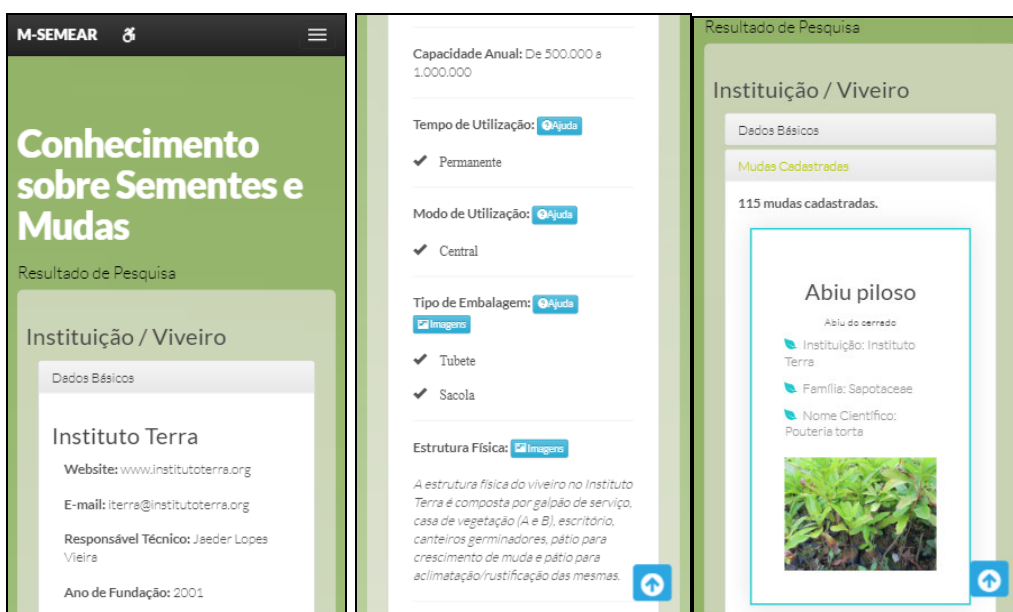 M-SEMEAR
Conhecimento
sobre Sementes e
Mudas
Resultado de Pesquisa
Instituição / Viveiro
Dados Básicos
Instituto Terra
Website: www.institutoterra.org
E-mail: iterra@institutoterra.org
Responsável Técnico: Jaeder Lopes
Vieira
Ano de Fundação: 2001
Capacidade Anual: De 500.000 a
1.000.000
Tempo de Utilização: Ajuda
Permanente
Modo de Utilização: Ajuda
Central
Tipo de Embalagem: Ajuda
Imagens
Tubete
Sacola
Estrutura Física: Imagens
A estrutura física do viveiro no Instituto
Terra é composta por galpão de serviço,
casa de vegetação (A e B), escritório,
canteiros germinadores, pátio para
crescimento de muda e pátio para
aclimatação/rustificação das mesmas.
Resultado de Pesquisa
Instituição / Viveiro
Dados Básicos
Mudas Cadastradas
115 mudas cadastradas.
Abiu piloso
Abiu do cerrado
Instituição: Instituto
Terra
Família: Sapotaceae
Nome Científico:
Pouteria torta